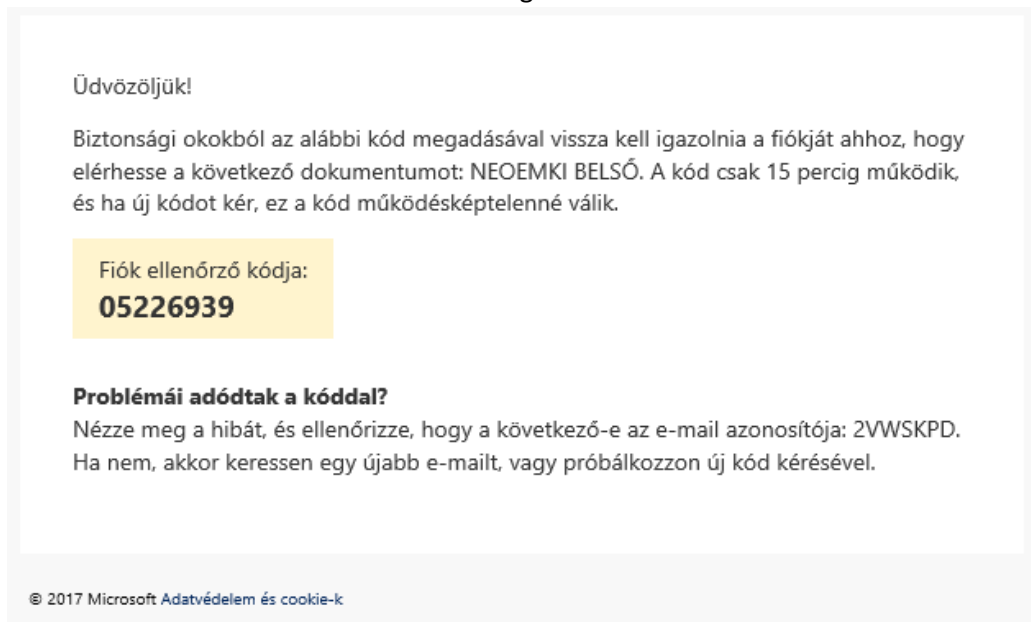 Üdvözöljük!
Biztonsági okokból az alábbi kód megadásával vissza kell igazolnia a fiókját ahhoz, hogy
elérhesse a következő dokumentumot: NEOEMKI BELSŐ. A kód csak 15 percig működik,
és ha új kódot kér, ez a kód működésképtelenné válik.
Fiók ellenőrző kódja:
05226939
Problémái adódtak a kóddal?
Nézze meg a hibát, és ellenőrizze, hogy a következő-e az e-mail azonosítója: 2VWSKPD.
Ha nem, akkor keressen egy újabb e-mailt, vagy próbálkozzon új kód kérésével.
© 2017 Microsoft Adatvédelem és cookie-k